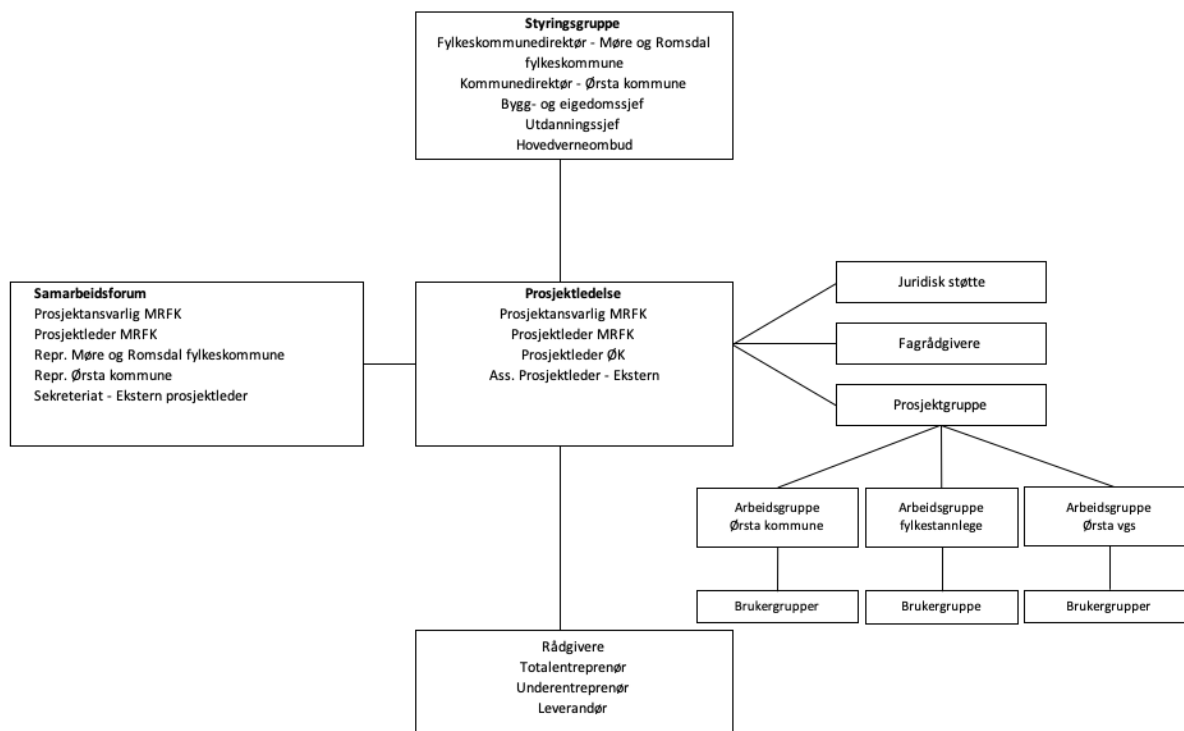 Styringsgruppe
Fylkeskommunedirektør - Møre og Romsdal
fylkeskommune
Kommunedirektør - Ørsta kommune
Bygg- og eigedomssjef
Utdanningssjef
Hovedverneombud
Samarbeidsforum
Prosjektansvarlig MRFK
Prosjektleder MRFK
Repr. Møre og Romsdal fylkeskommune
Repr. Ørsta kommune
Sekreteriat - Ekstern prosjektleder
Prosjektledelse
Prosjektansvarlig MRFK
Prosjektleder MRFK
Prosjektleder ØK
Ass. Prosjektleder - Ekstern
Juridisk støtte
Fagrådgivere
Prosjektgruppe
Arbeidsgruppe
Ørsta kommune
Arbeidsgruppe
fylkestannlege
Arbeidsgruppe
Ørsta vgs
Brukergrupper
Brukergruppe
Brukergrupper
Rådgivere
Totalentreprenør
Underentreprenør
Leverandør